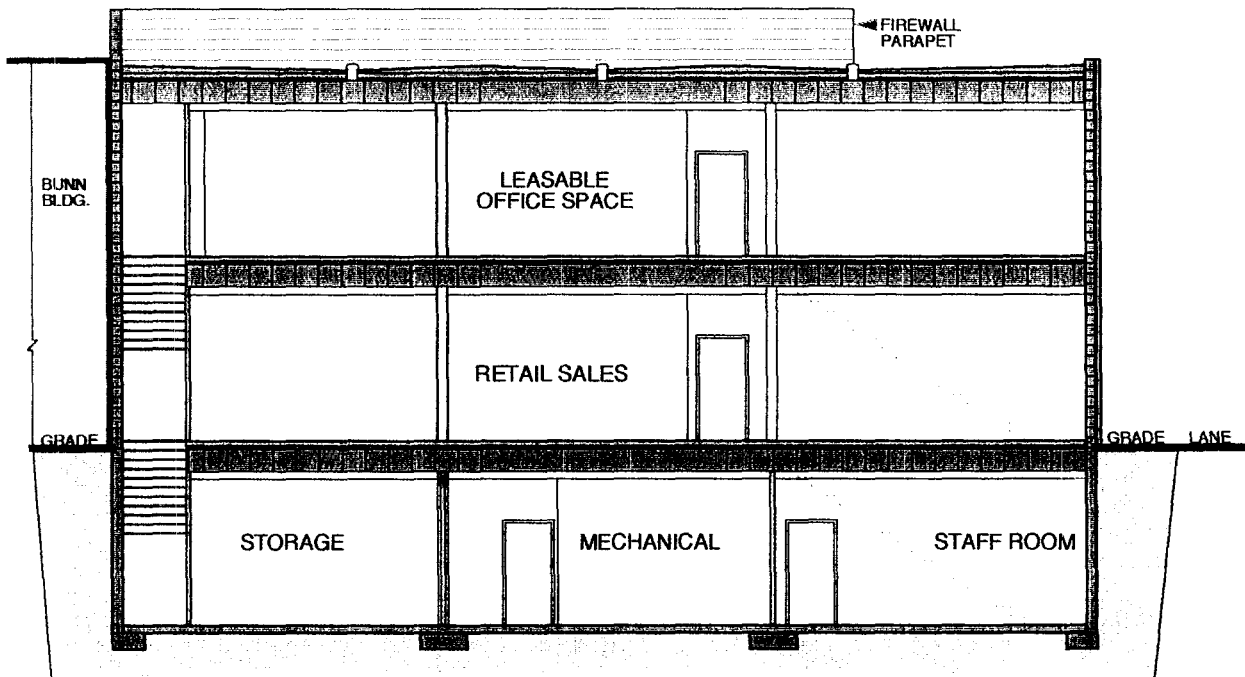 FIREWALL
PARAPET
BUNN
BLDG.
LEASABLE
OFFICE SPACE
RETAIL SALES
GRADE
GRADE LANE
STORAGE
MECHANICAL
STAFF ROOM